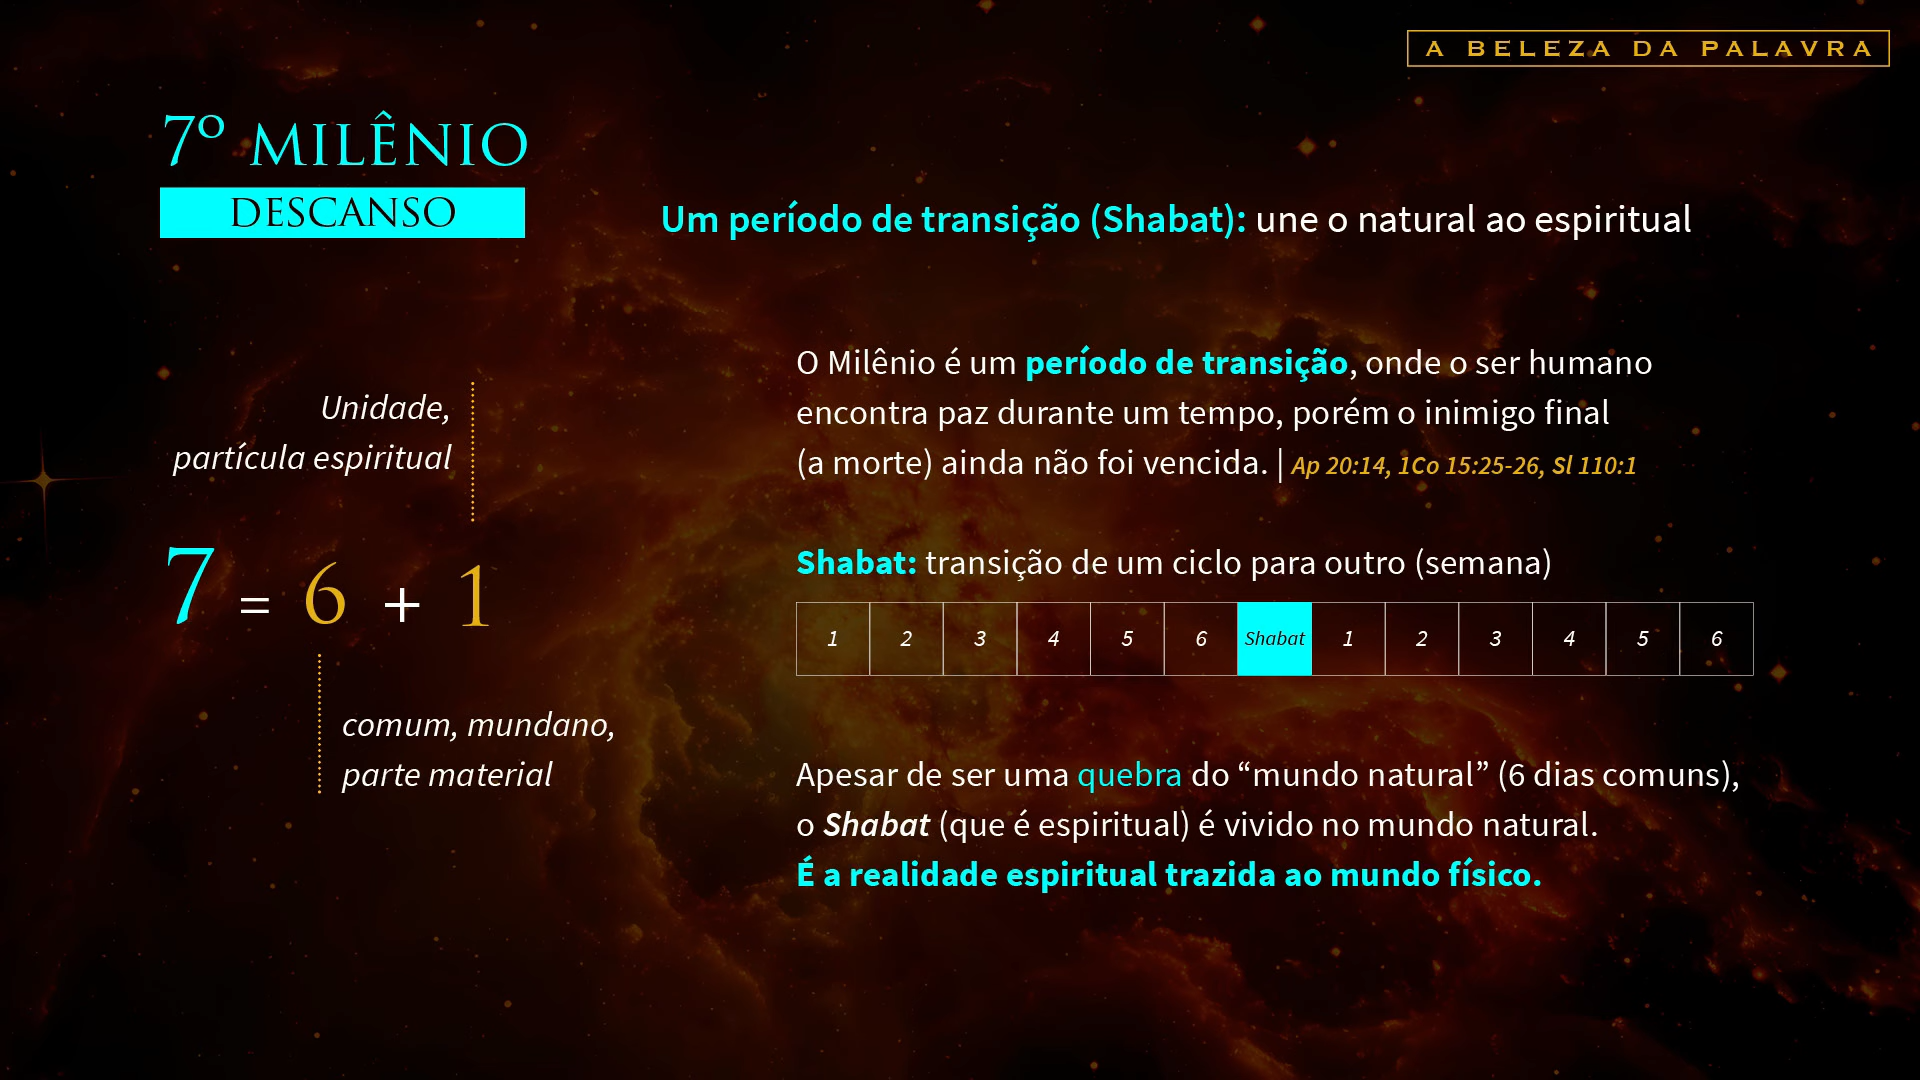 A BELEZA DA PALAVRA
7º MILÊNIO
DESCANSO
Um período de transição (Shabat): une o natural ao espiritual
Unidade,
partícula espiritual
7 = 6 + 1
comum, mundano,
parte material
O Milênio é um período de transição, onde o ser humano
encontra paz durante um tempo, porém o inimigo final
(a morte) ainda não foi vencida. | Ap 20:14, 1Co 15:25-26, Sl 110:1
Shabat: transição de um ciclo para outro (semana)
1 2 3 4 5 6 Shabat 1 2 3 4 5 6
Apesar de ser uma quebra do “mundo natural” (6 dias comuns),
o Shabat (que é espiritual) é vivido no mundo natural.
É a realidade espiritual trazida ao mundo físico.